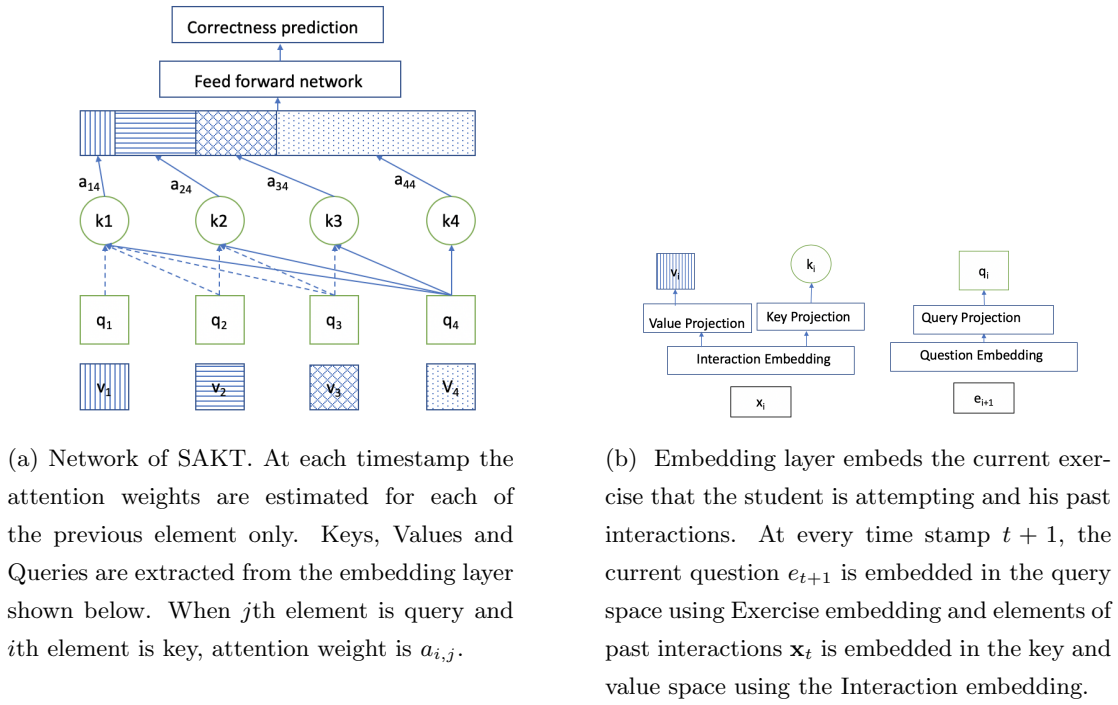 Correctness prediction
Feed forward network
a14 a24 a34 a44
k1 k2 k3 k4
q1 q2 q3 q4
v1 v2 v3 V4
vi ki qi
Value Projection Key Projection Query Projection
Interaction Embedding Question Embedding
xi ei+1
(a) Network of SAKT. At each timestamp the
attention weights are estimated for each of
the previous element only. Keys, Values and
Queries are extracted from the embedding layer
shown below. When jth element is query and
ith element is key, attention weight is ai,j.
(b) Embedding layer embeds the current exer-
cise that the student is attempting and his past
interactions. At every time stamp t + 1, the
current question et+1 is embedded in the query
space using Exercise embedding and elements of
past interactions xt is embedded in the key and
value space using the Interaction embedding.